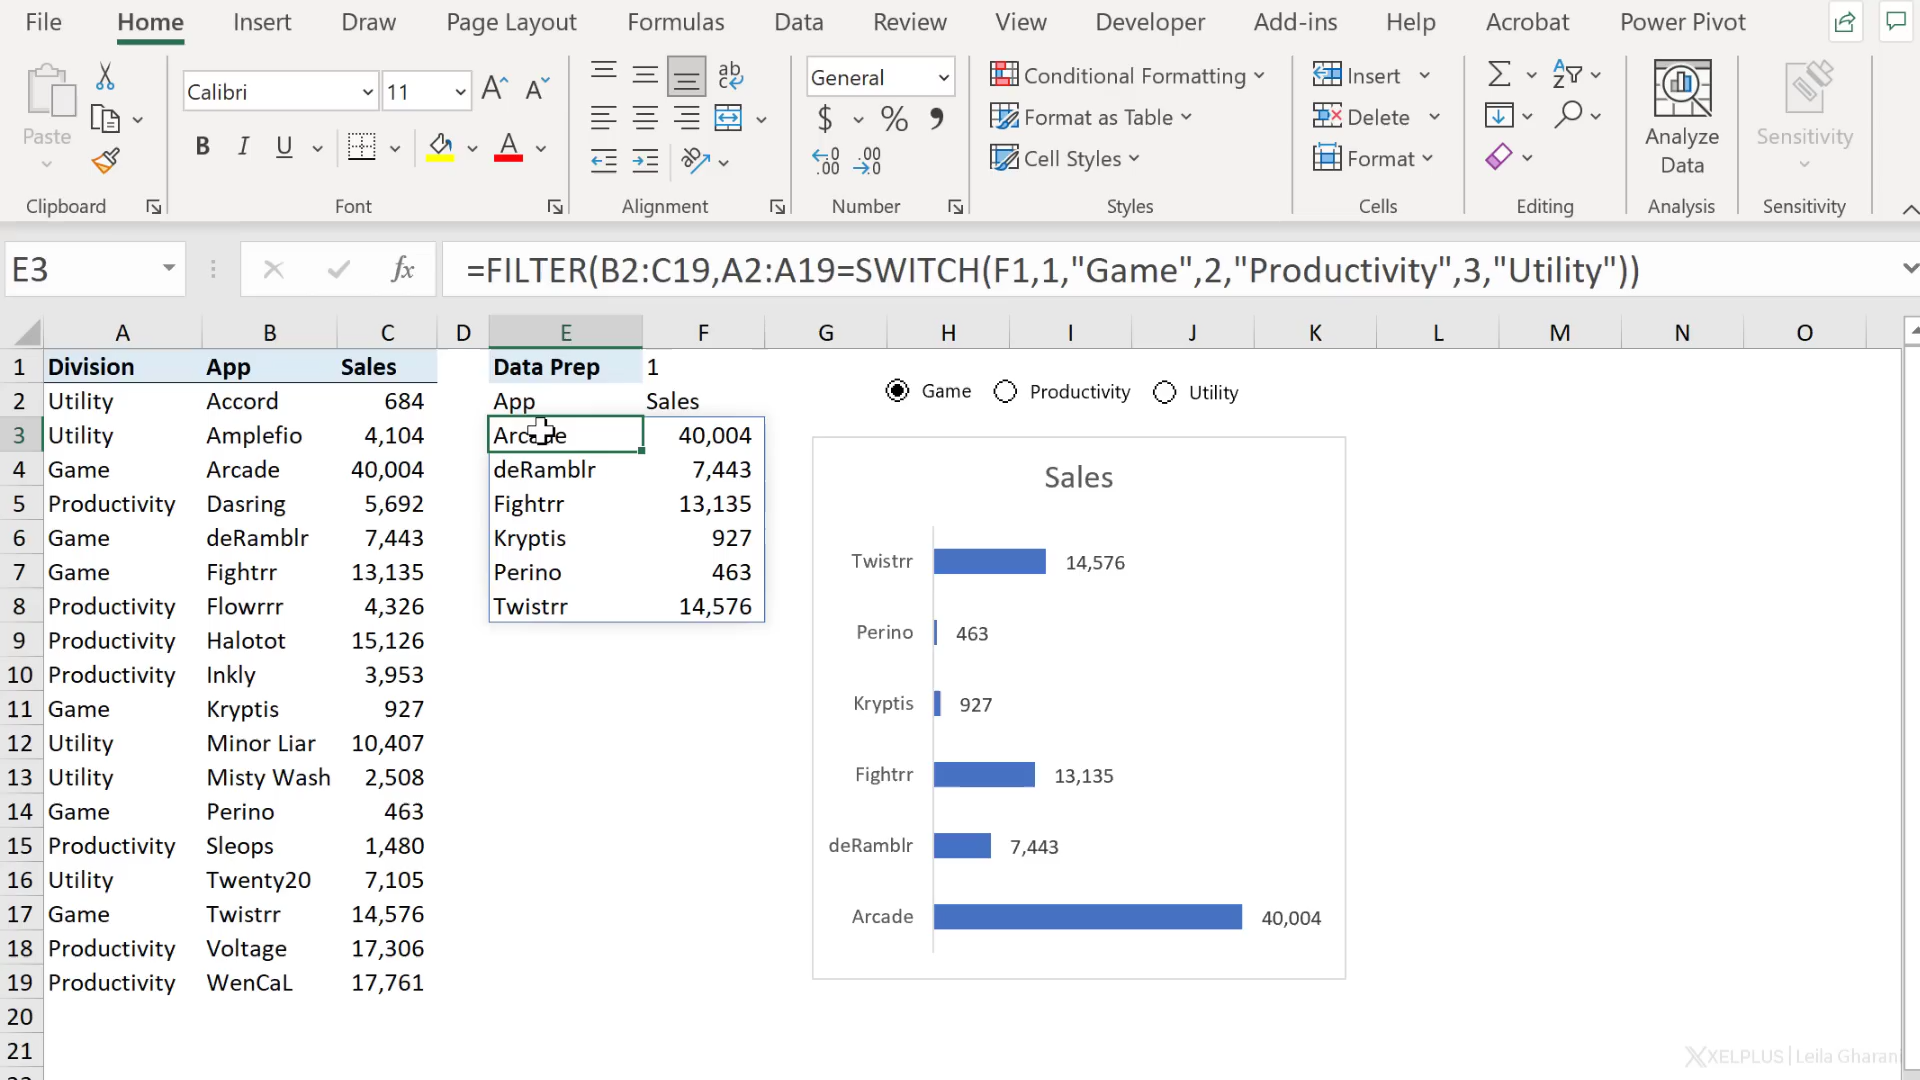 File Home Insert Draw Page Layout Formulas Data Review View Developer Add-ins Help Acrobat Power Pivot
Paste
Calibri 11
B I U A
ab
General
$ % ,
Conditional Formatting
Format as Table
Cell Styles
Insert
Delete
Format
Analyze
Data
Sensitivity
Clipboard Font Alignment Number Styles Cells Editing Analysis Sensitivity
E3 fx =FILTER(B2:C19,A2:A19=SWITCH(F1,1,"Game",2,"Productivity",3,"Utility"))
A B C D E F G H I J K L M N O
1 Division App Sales Data Prep 1
2 Utility Accord 684 App Sales
3 Utility Amplefio 4,104 Arcade 40,004
4 Game Arcade 40,004 deRamblr 7,443
5 Productivity Dasring 5,692 Fightrr 13,135
6 Game deRamblr 7,443 Kryptis 927
7 Game Fightrr 13,135 Perino 463
8 Productivity Flowrrr 4,326 Twistrr 14,576
9 Productivity Halotot 15,126
10 Productivity Inkly 3,953
11 Game Kryptis 927
12 Utility Minor Liar 10,407
13 Utility Misty Wash 2,508
14 Game Perino 463
15 Productivity Sleops 1,480
16 Utility Twenty20 7,105
17 Game Twistrr 14,576
18 Productivity Voltage 17,306
19 Productivity WenCaL 17,761
20
21
Game Productivity Utility
Sales
Twistrr 14,576
Perino 463
Kryptis 927
Fightrr 13,135
deRamblr 7,443
Arcade 40,004
XELPLUS | Leila Gharani